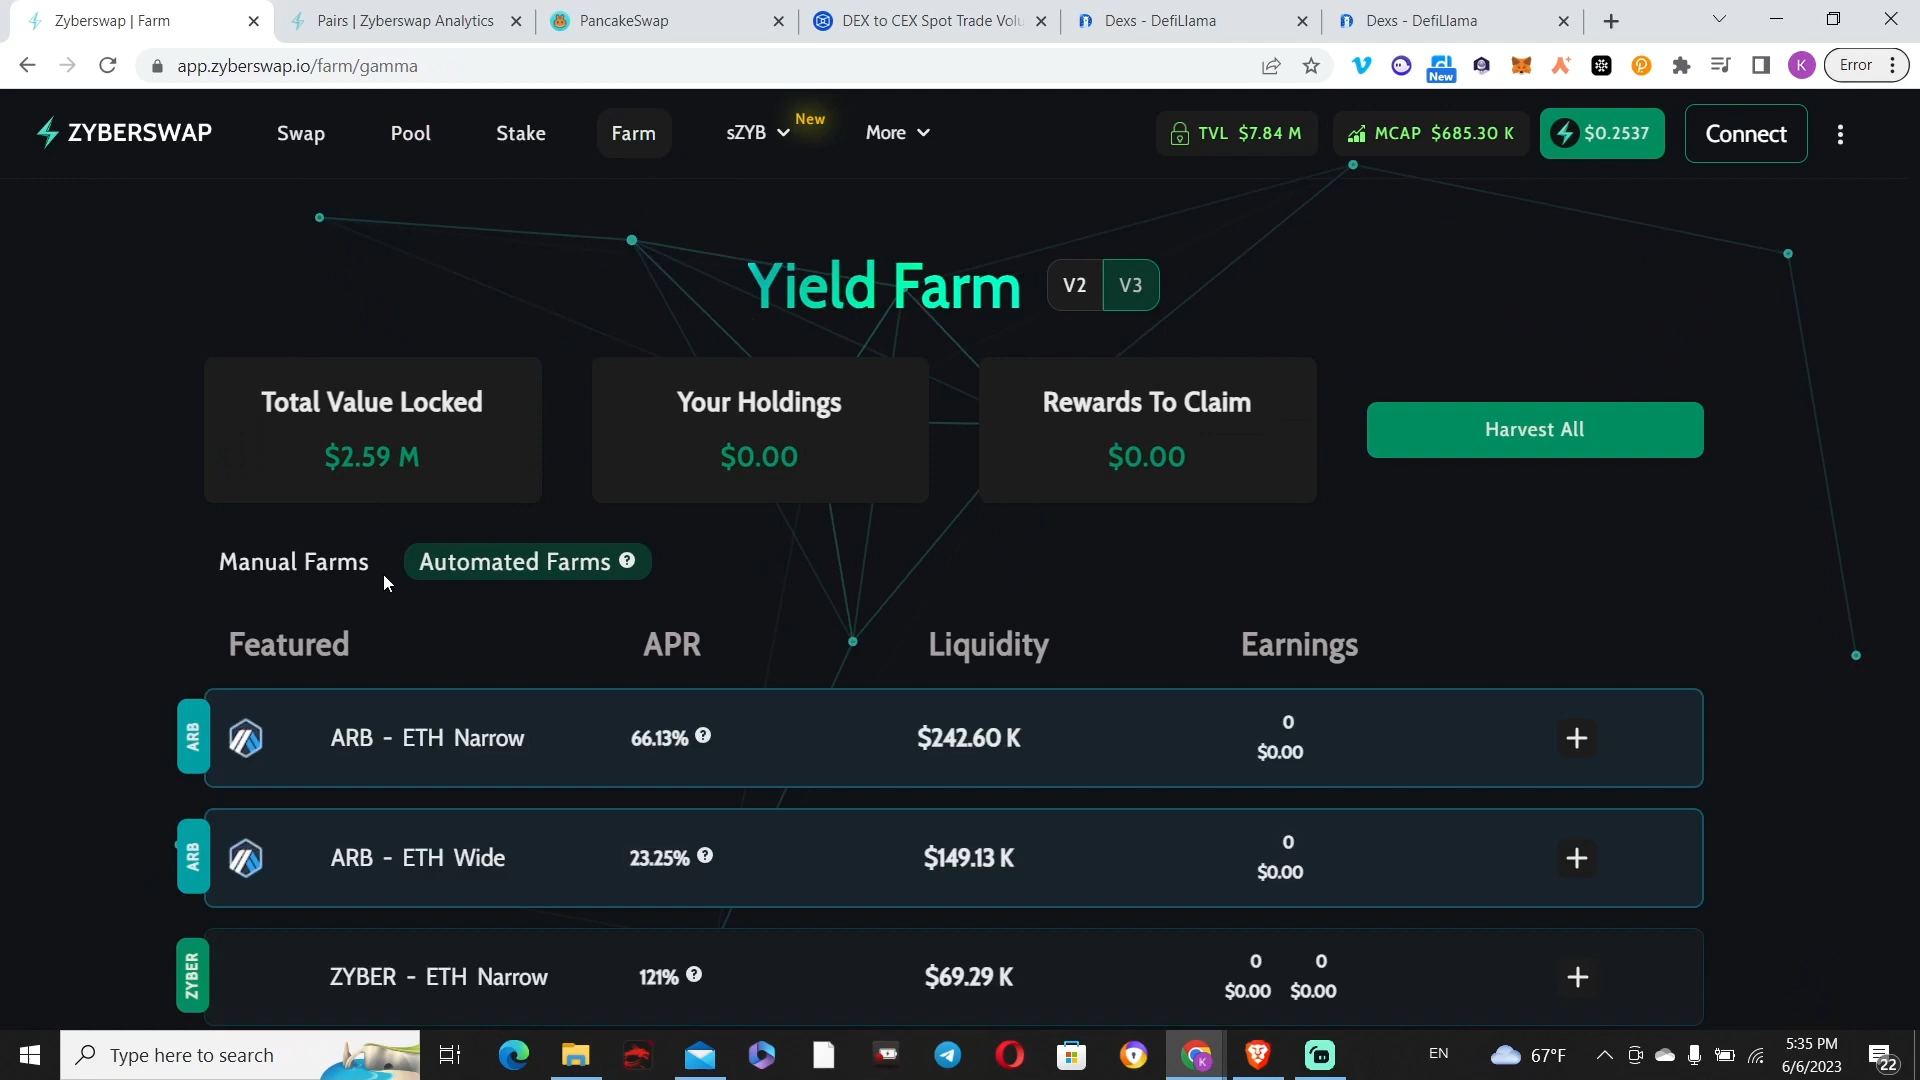 Zyberswap | Farm
Pairs | Zyberswap Analytics
PancakeSwap
DEX to CEX Spot Trade Volu
Dexs - DefiLlama
Dexs - DefiLlama
app.zyberswap.io/farm/gamma
New
K
Error
ZYBERSWAP
Swap
Pool
Stake
Farm
sZYB
New
More
TVL $7.84 M
MCAP $685.30 K
$0.2537
Connect
Yield Farm
V2
V3
Total Value Locked
$2.59 M
Your Holdings
$0.00
Rewards To Claim
$0.00
Harvest All
Manual Farms
Automated Farms ?
Featured
APR
Liquidity
Earnings
ARB
ARB - ETH Narrow
66.13% ?
$242.60 K
0
$0.00
+
ARB
ARB - ETH Wide
23.25% ?
$149.13 K
0
$0.00
+
ZYBER
ZYBER - ETH Narrow
121% ?
$69.29 K
0 0
$0.00 $0.00
+
Type here to search
EN
67°F
5:35 PM
6/6/2023
22